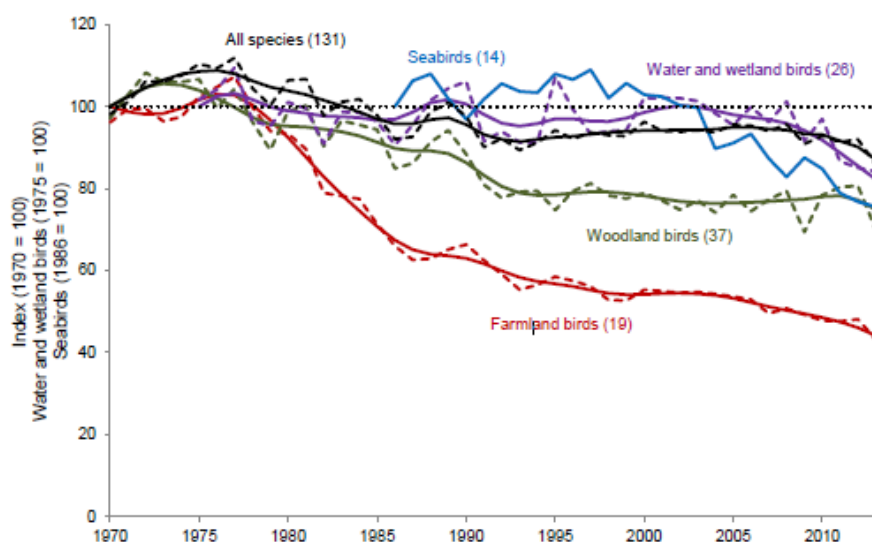 120
100
80
60
40
20
0
Index (1970 = 100)
Water and wetland birds (1975 = 100)
Seabirds (1986 = 100)
All species (131)
Seabirds (14)
Water and wetland birds (26)
Woodland birds (37)
Farmland birds (19)
1970 1975 1980 1985 1990 1995 2000 2005 2010